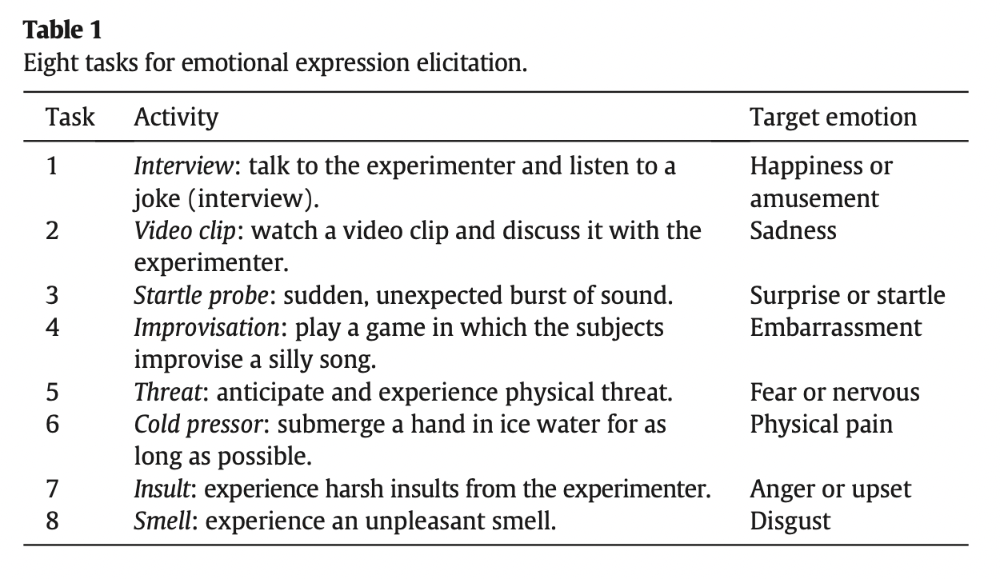 Table 1
Eight tasks for emotional expression elicitation.
Task Activity Target emotion
1 Interview: talk to the experimenter and listen to a Happiness or
joke (interview). amusement
2 Video clip: watch a video clip and discuss it with the Sadness
experimenter.
3 Startle probe: sudden, unexpected burst of sound. Surprise or startle
4 Improvisation: play a game in which the subjects Embarrassment
improvise a silly song.
5 Threat: anticipate and experience physical threat. Fear or nervous
6 Cold pressor: submerge a hand in ice water for as Physical pain
long as possible.
7 Insult: experience harsh insults from the experimenter. Anger or upset
8 Smell: experience an unpleasant smell. Disgust